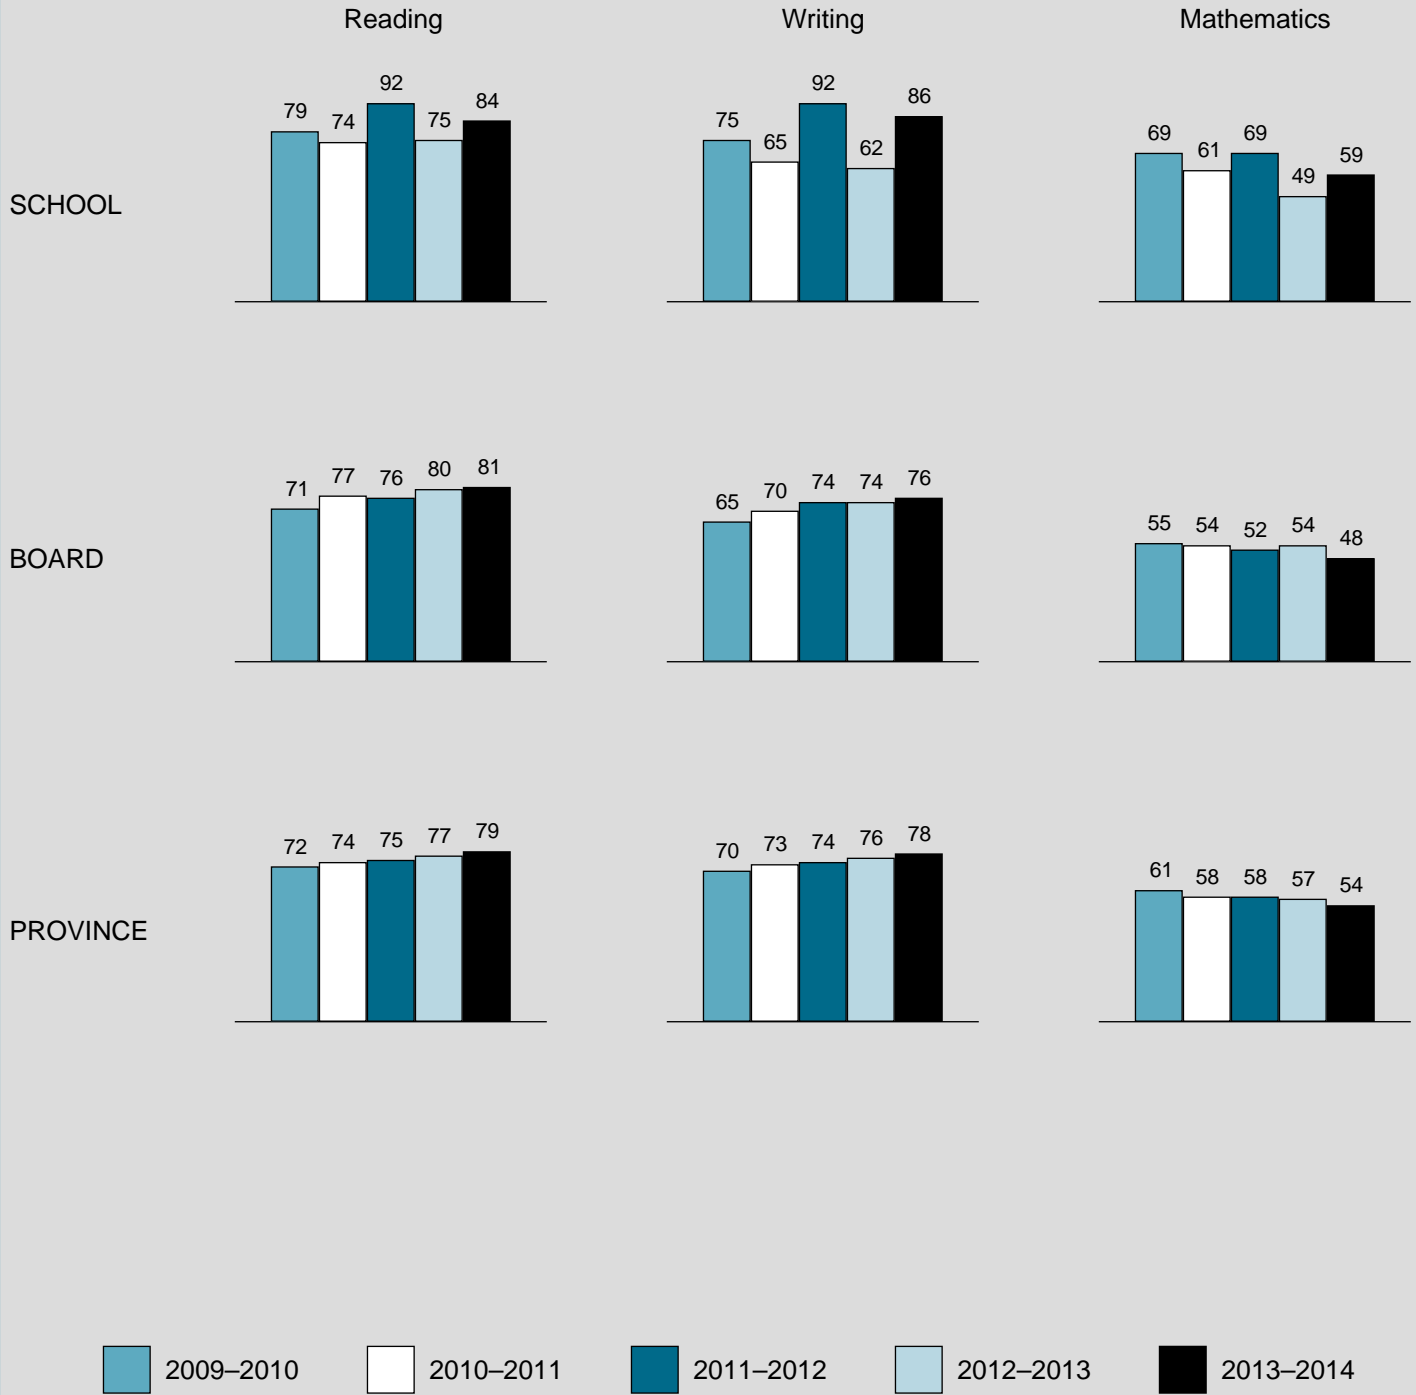 Reading Writing Mathematics
SCHOOL
79 74 92 75 84
75 65 92 62 86
69 61 69 49 59
BOARD
71 77 76 80 81
65 70 74 74 76
55 54 52 54 48
PROVINCE
72 74 75 77 79
70 73 74 76 78
61 58 58 57 54
2009–2010 2010–2011 2011–2012 2012–2013 2013–2014